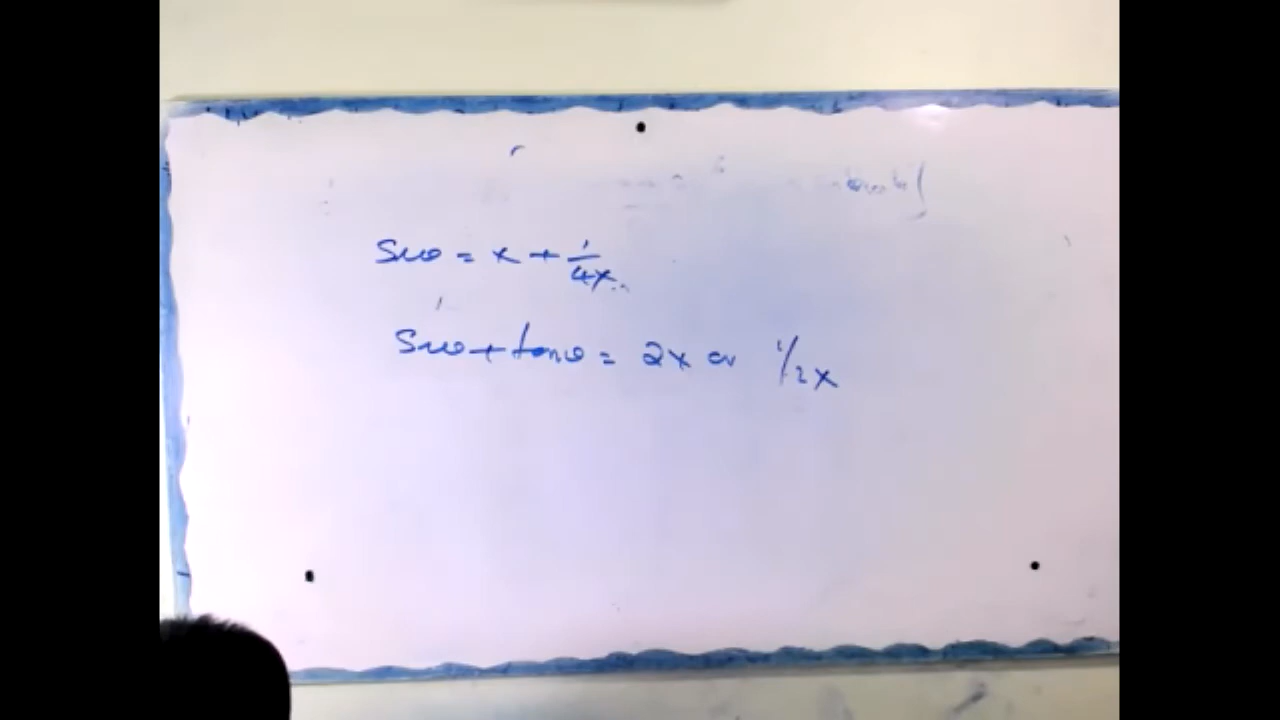 Secθ = x + 1/4x
Secθ + tanθ = 2x or 1/2x